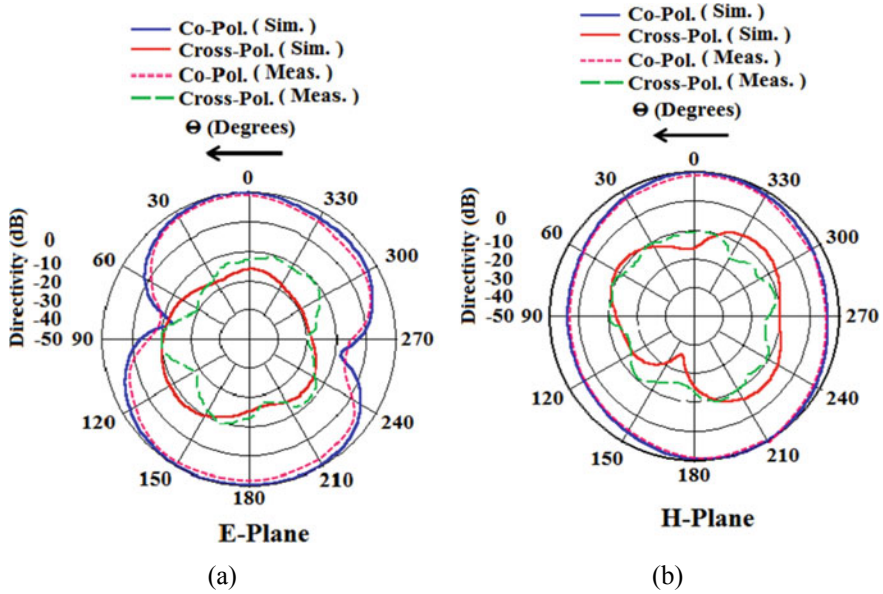 Co-Pol. ( Sim. )
Cross-Pol. ( Sim. )
Co-Pol. ( Meas. )
Cross-Pol. ( Meas. )
Θ (Degrees)
0
30
330
60
300
90
270
120
240
150
210
180
Directivity (dB)
0
-10
-20
-30
-40
-50
E-Plane
(a)
Co-Pol. ( Sim. )
Cross-Pol. ( Sim. )
Co-Pol. ( Meas. )
Cross-Pol. ( Meas. )
Θ (Degrees)
0
30
330
60
300
90
270
120
240
150
210
180
Directivity (dB)
0
-10
-20
-30
-40
-50
H-Plane
(b)